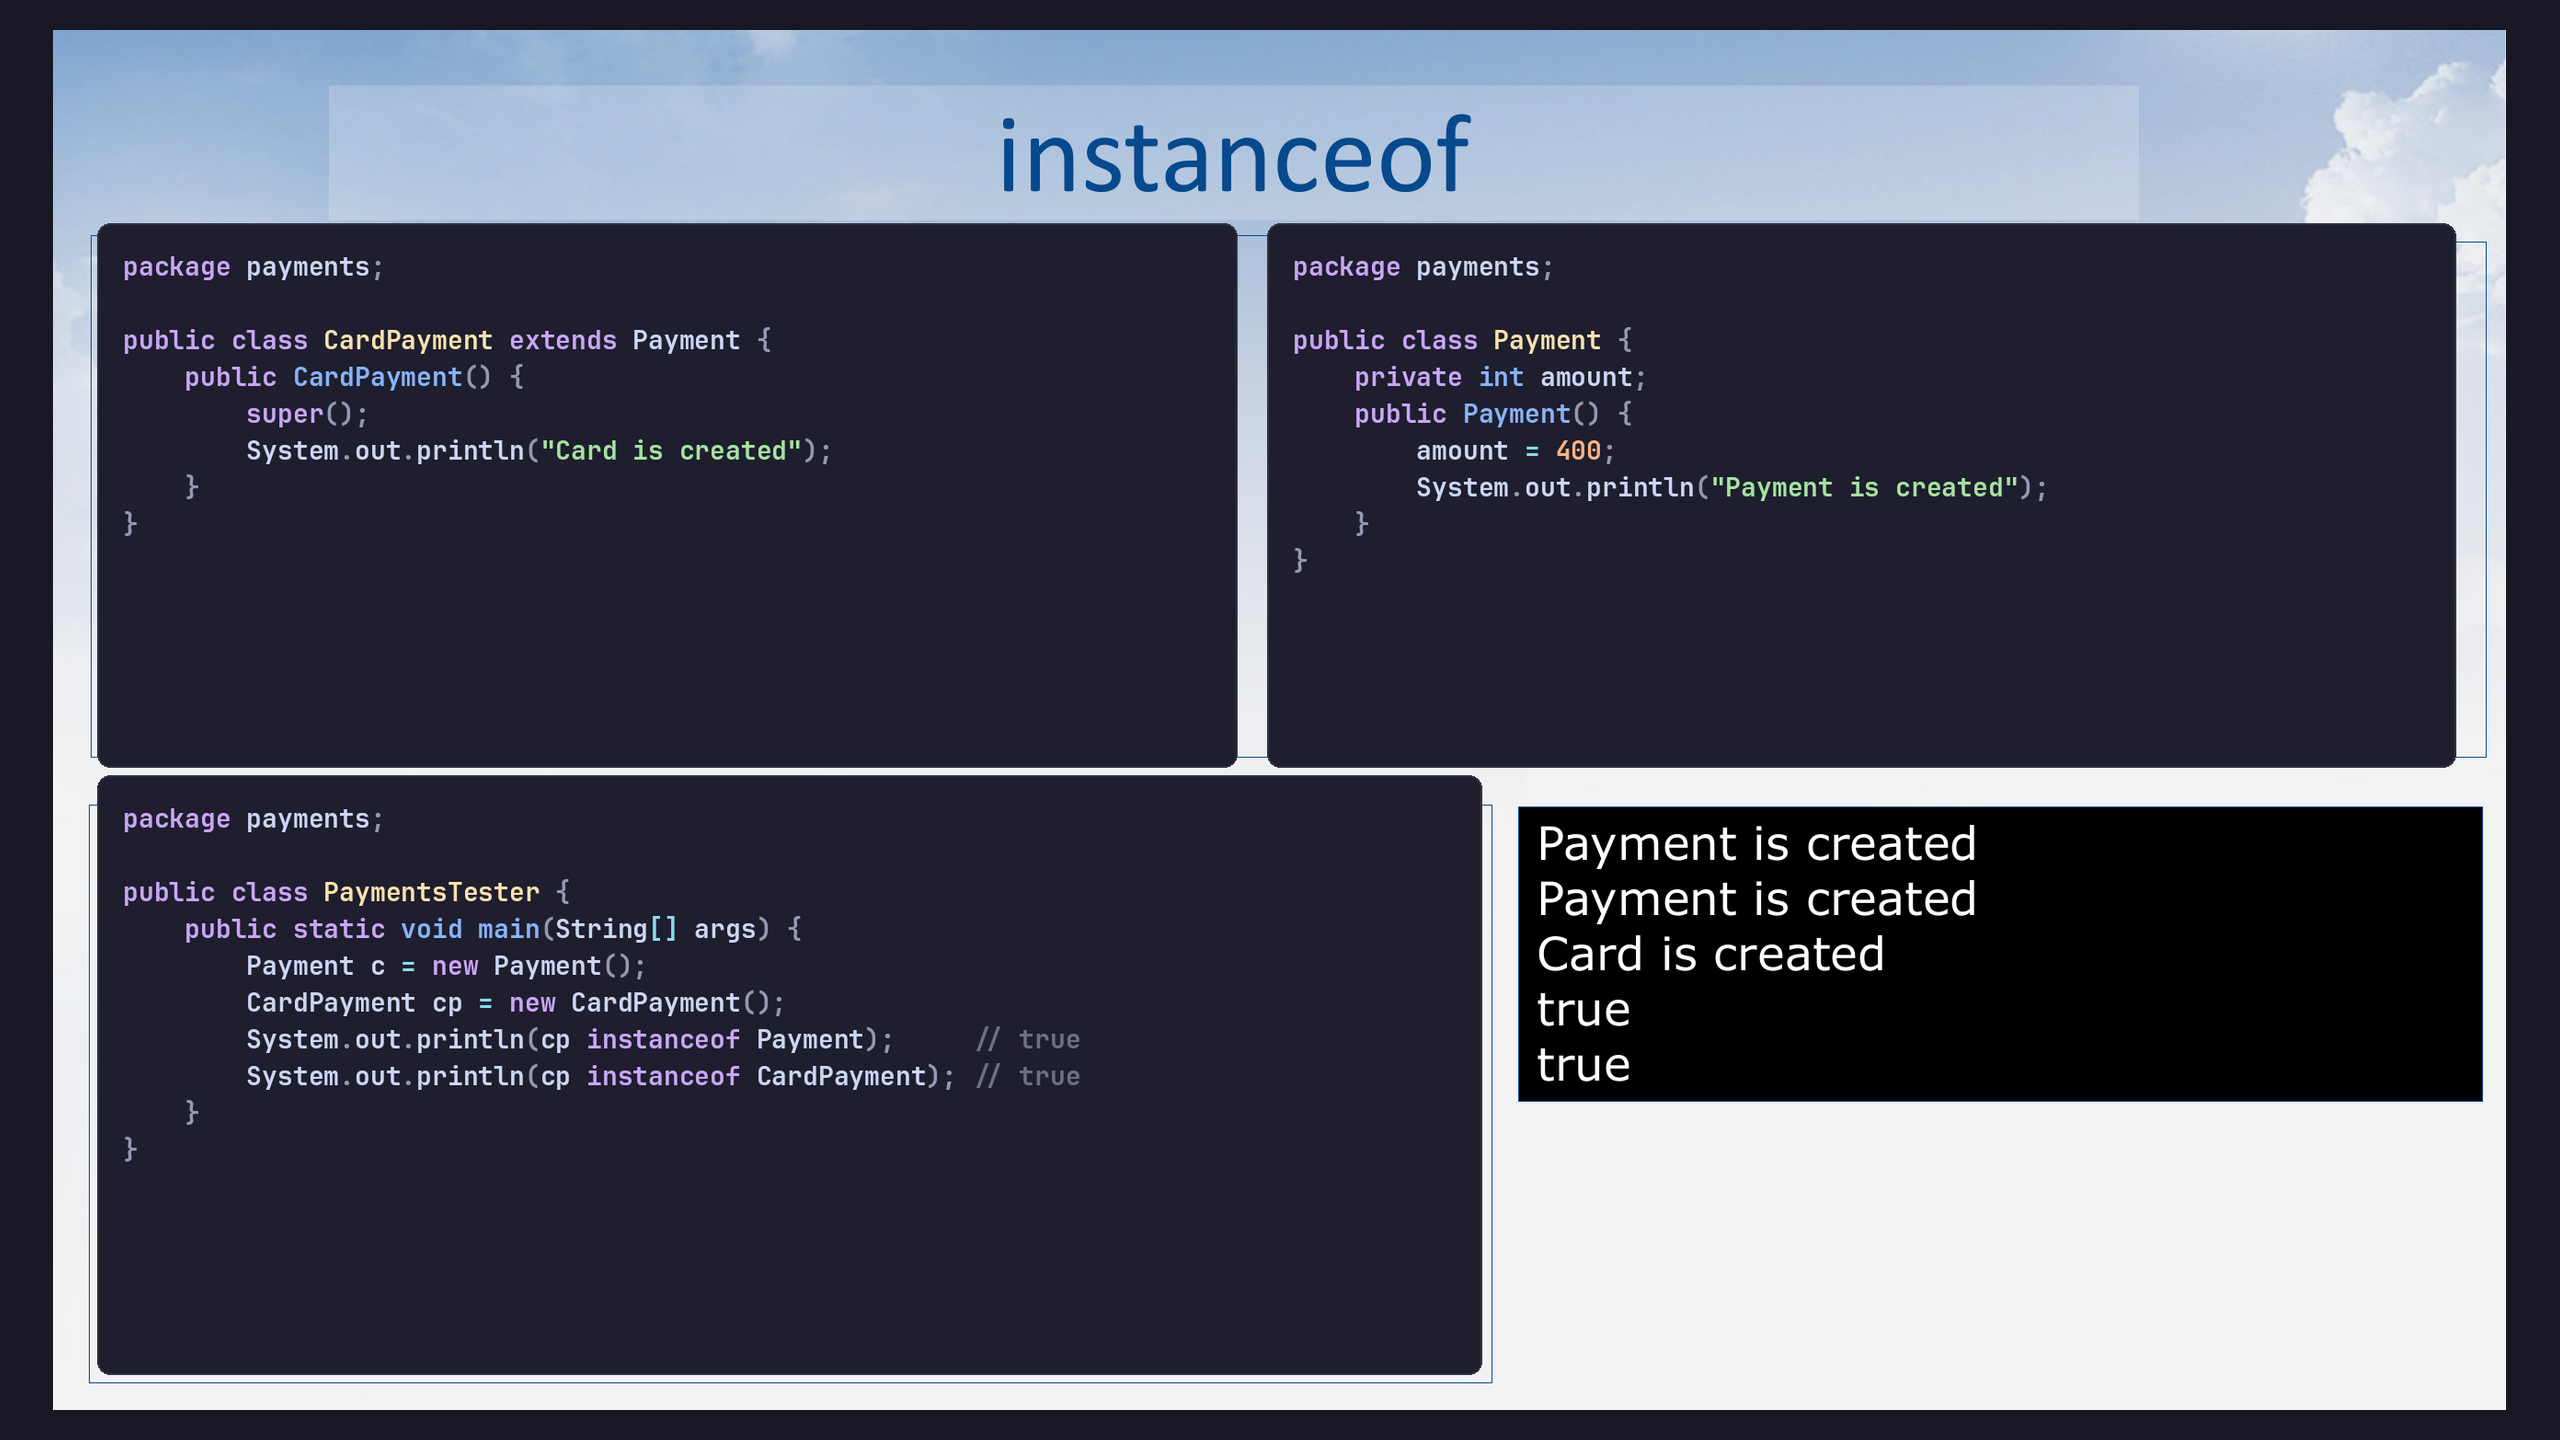 instanceof
package payments;
public class CardPayment extends Payment {
    public CardPayment() {
        super();
        System.out.println("Card is created");
    }
}
package payments;
public class Payment {
    private int amount;
    public Payment() {
        amount = 400;
        System.out.println("Payment is created");
    }
}
package payments;
public class PaymentsTester {
    public static void main(String[] args) {
        Payment c = new Payment();
        CardPayment cp = new CardPayment();
        System.out.println(cp instanceof Payment);     // true
        System.out.println(cp instanceof CardPayment); // true
    }
}
Payment is created
Payment is created
Card is created
true
true